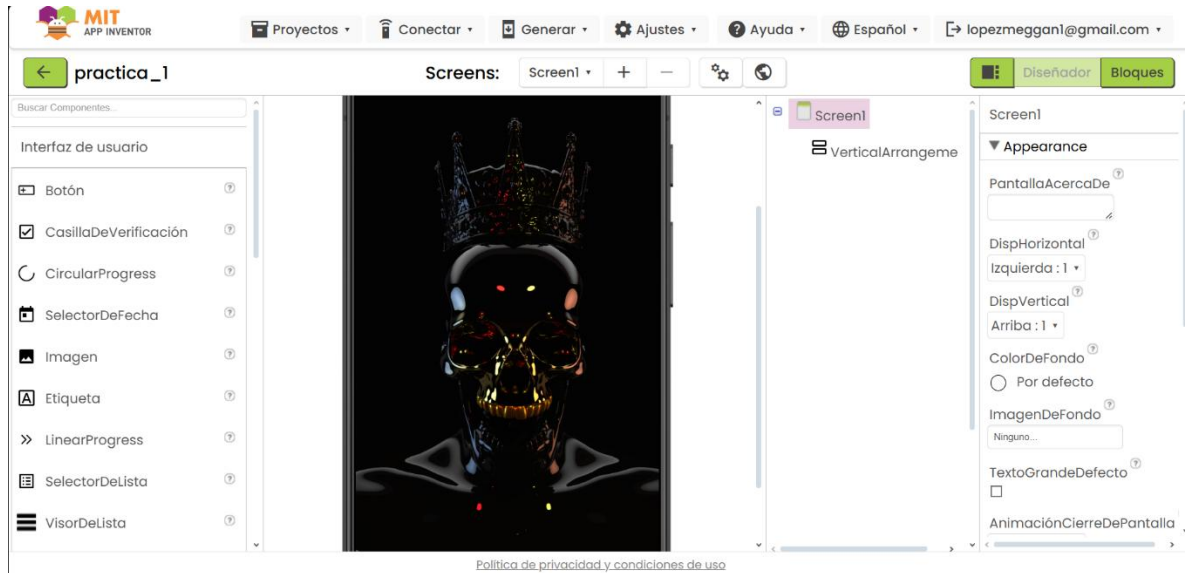 MIT
APP INVENTOR
Proyectos
Conectar
Generar
Ajustes
Ayuda
Español
lopezmeggan1@gmail.com
practica_1
Screens:
Screen1
Diseñador
Bloques
Buscar Componentes...
Interfaz de usuario
Botón
CasillaDeVerificación
CircularProgress
SelectorDeFecha
Imagen
Etiqueta
LinearProgress
SelectorDeLista
VisorDeLista
Screen1
VerticalArrangeme
Screen1
Appearance
PantallaAcercaDe
DispHorizontal
Izquierda : 1
DispVertical
Arriba : 1
ColorDeFondo
Por defecto
ImagenDeFondo
Ninguno...
TextoGrandeDefecto
AnimaciónCierreDePantalla
Política de privacidad y condiciones de uso